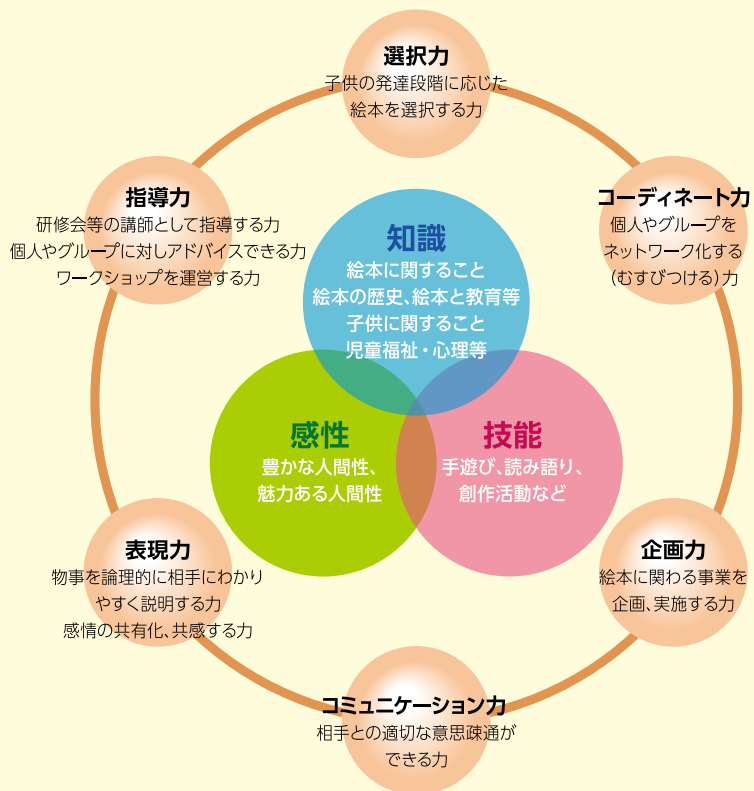 選択力
子供の発達段階に応じた
絵本を選択する力
指導力
研修会等の講師として指導する力
個人やグループに対しアドバイスできる力
ワークショップを運営する力
コーディネート力
個人やグループを
ネットワーク化する
(むすびつける)力
知識
絵本に関すること
絵本の歴史、絵本と教育等
子供に関すること
児童福祉・心理等
感性
豊かな人間性、
魅力ある人間性
技能
手遊び、読み語り、
創作活動など
表現力
物事を論理的に相手にわかり
やすく説明する力
感情の共有化、共感する力
企画力
絵本に関わる事業を
企画、実施する力
コミュニケーション力
相手との適切な意思疎通が
できる力